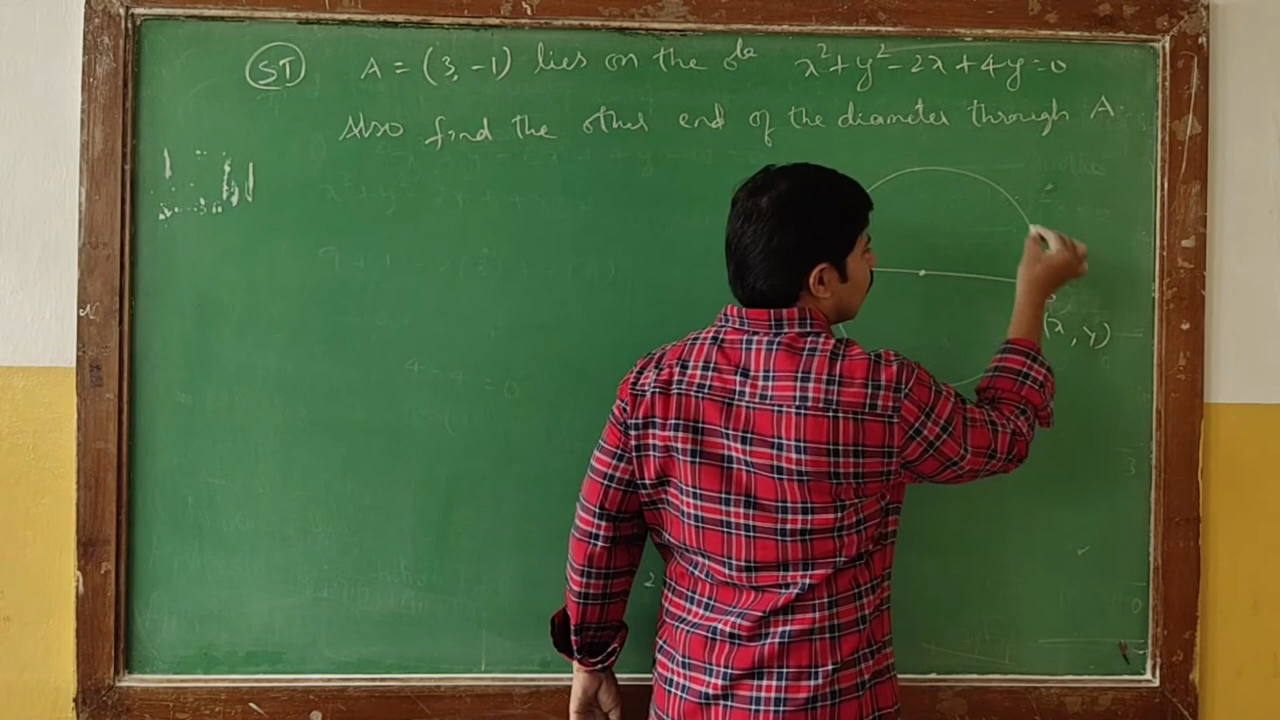 ST A = (3, -1) lies on the ole x²+y²-2x+4y=0
Also find the other end of the diameter through A.
(x, y)